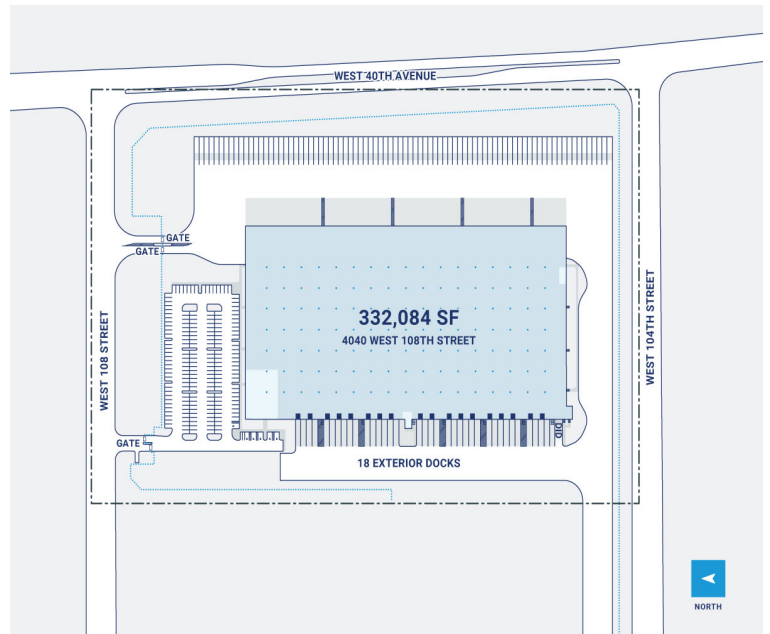 WEST 40TH AVENUE
GATE
GATE
WEST 108 STREET
332,084 SF
4040 WEST 108TH STREET
WEST 104TH STREET
GATE
DID
18 EXTERIOR DOCKS
NORTH